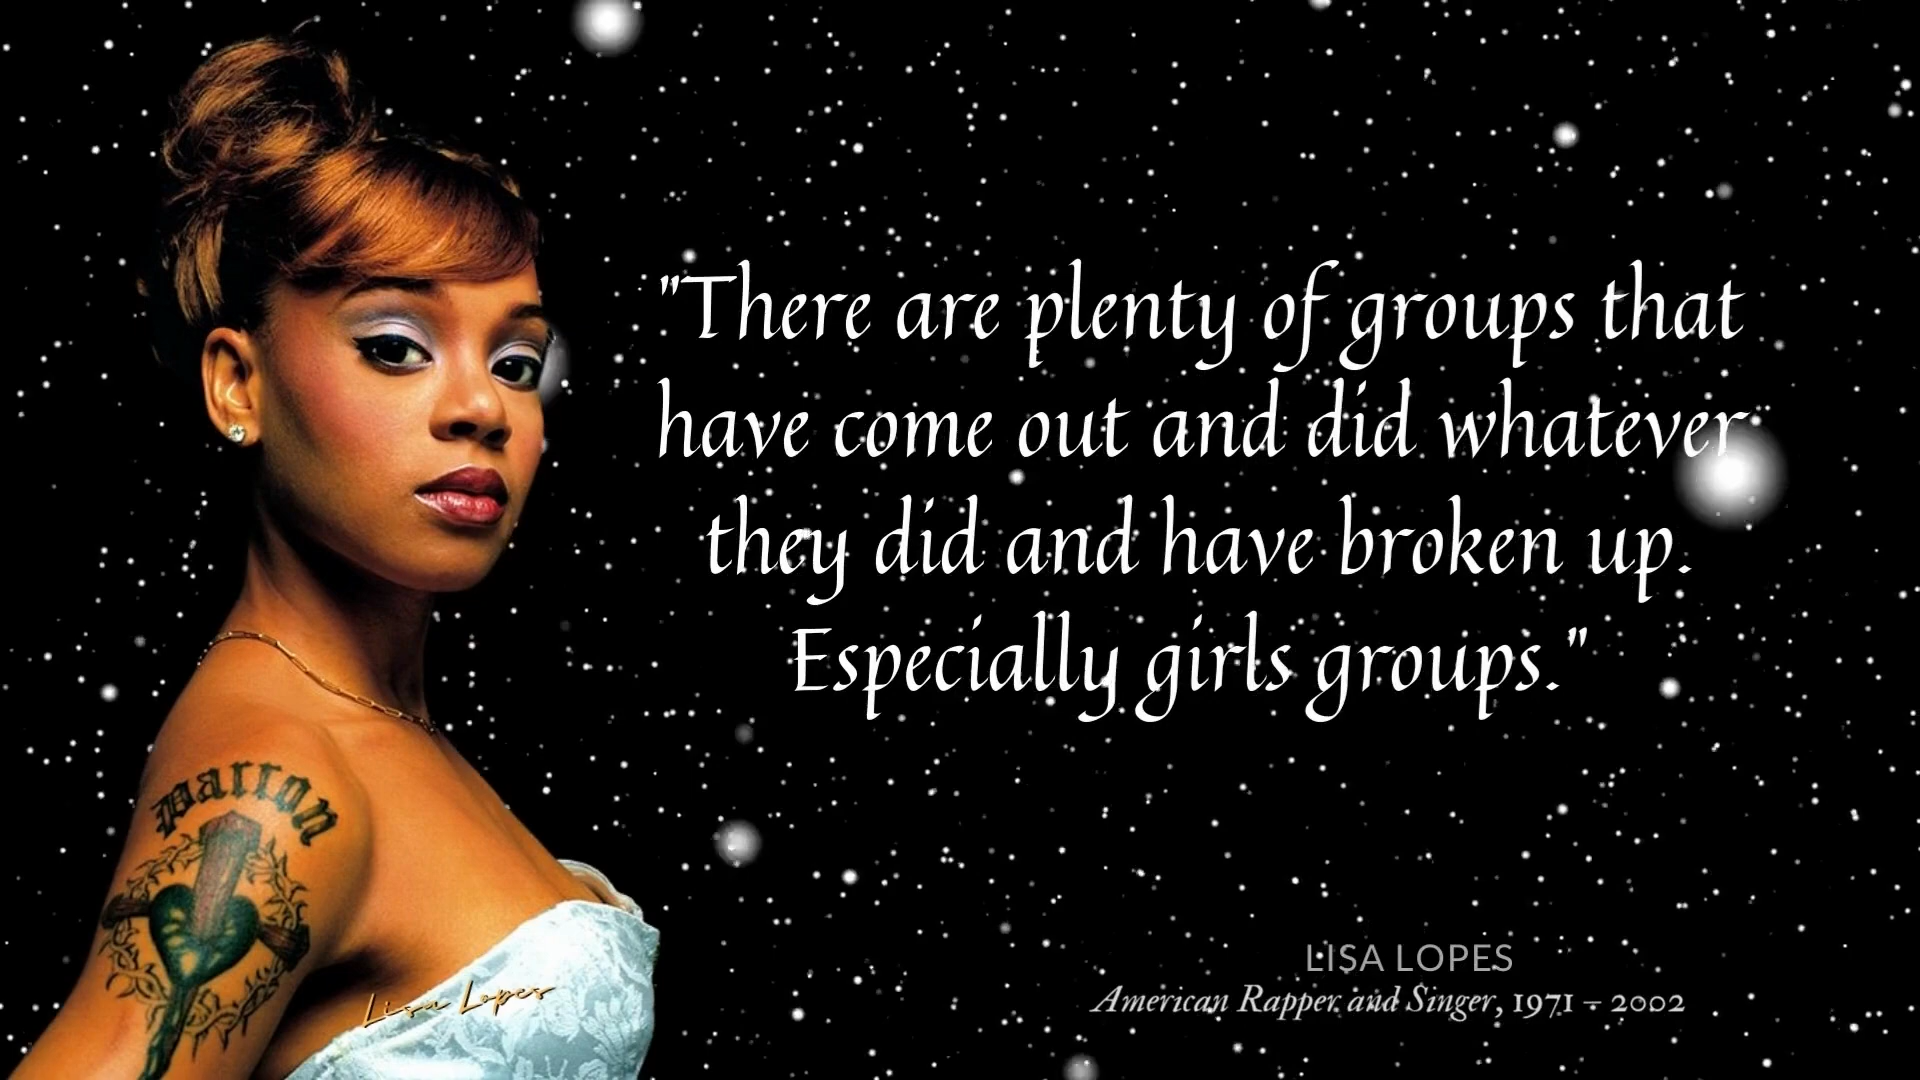 "There are plenty of groups that
have come out and did whatever
they did and have broken up.
Especially girls groups."
warron
Lisa Lopes
LISA LOPES
American Rapper and Singer, 1971 – 2002